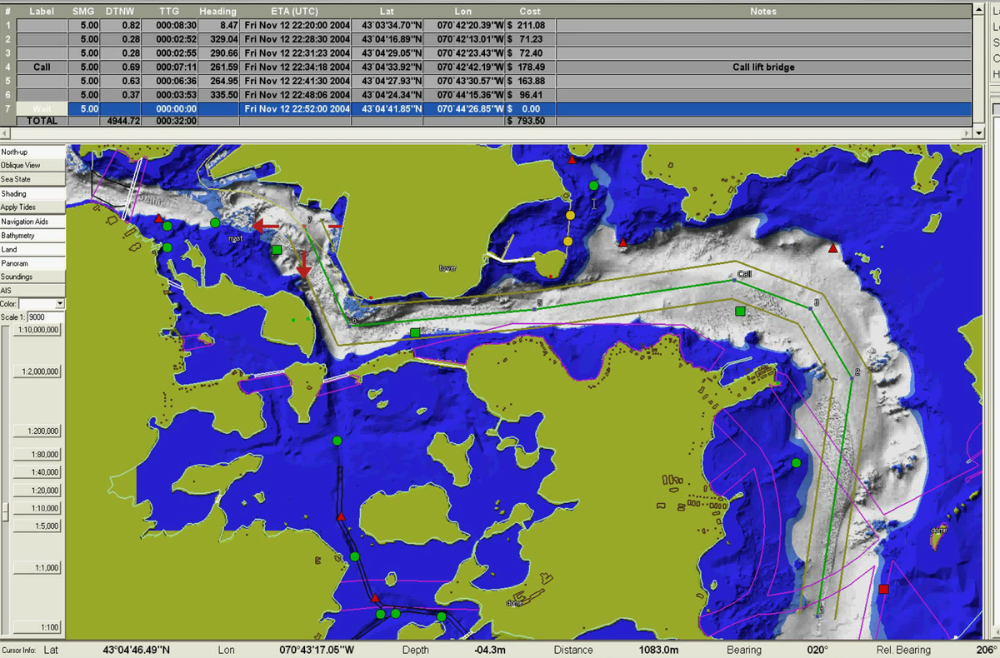 # Label SMG DTNW TTG Heading ETA (UTC) Lat Lon Cost Notes
1 5.00 0.82 000:08:30 8.47 Fri Nov 12 22:20:00 2004 43°03'34.70"N 070°42'20.39"W $ 211.08
2 5.00 0.28 000:02:52 329.04 Fri Nov 12 22:28:30 2004 43°04'16.89"N 070°42'13.01"W $ 71.23
3 5.00 0.28 000:02:55 290.66 Fri Nov 12 22:31:23 2004 43°04'29.05"N 070°42'23.43"W $ 72.40
4 Call 5.00 0.69 000:07:11 261.59 Fri Nov 12 22:34:18 2004 43°04'33.92"N 070°42'42.19"W $ 178.49 Call lift bridge
5 5.00 0.63 000:06:36 264.95 Fri Nov 12 22:41:30 2004 43°04'27.93"N 070°43'30.57"W $ 163.88
6 5.00 0.37 000:03:53 335.50 Fri Nov 12 22:48:06 2004 43°04'24.34"N 070°44'15.36"W $ 96.41
7 Wait 5.00 000:00:00 Fri Nov 12 22:52:00 2004 43°04'41.85"N 070°44'26.85"W $ 0.00
TOTAL 4944.72 000:32:00 $ 793.50
North-up
Oblique View
Sea State
Shading
Apply Tides
Navigation Aids
Bathymetry
Land
Panoram
Soundings
AIS
Color:
Scale 1: 9000
1:10,000,000
1:2,000,000
1:200,000
1:80,000
1:40,000
1:20,000
1:10,000
1:5,000
1:1,000
1:100
7
mast
tower
Call
5
3
6
2
dome
dome
1
Cursor Info: Lat 43°04'46.49"N Lon 070°43'17.05"W Depth -04.3m Distance 1083.0m Bearing 020° Rel. Bearing 206°